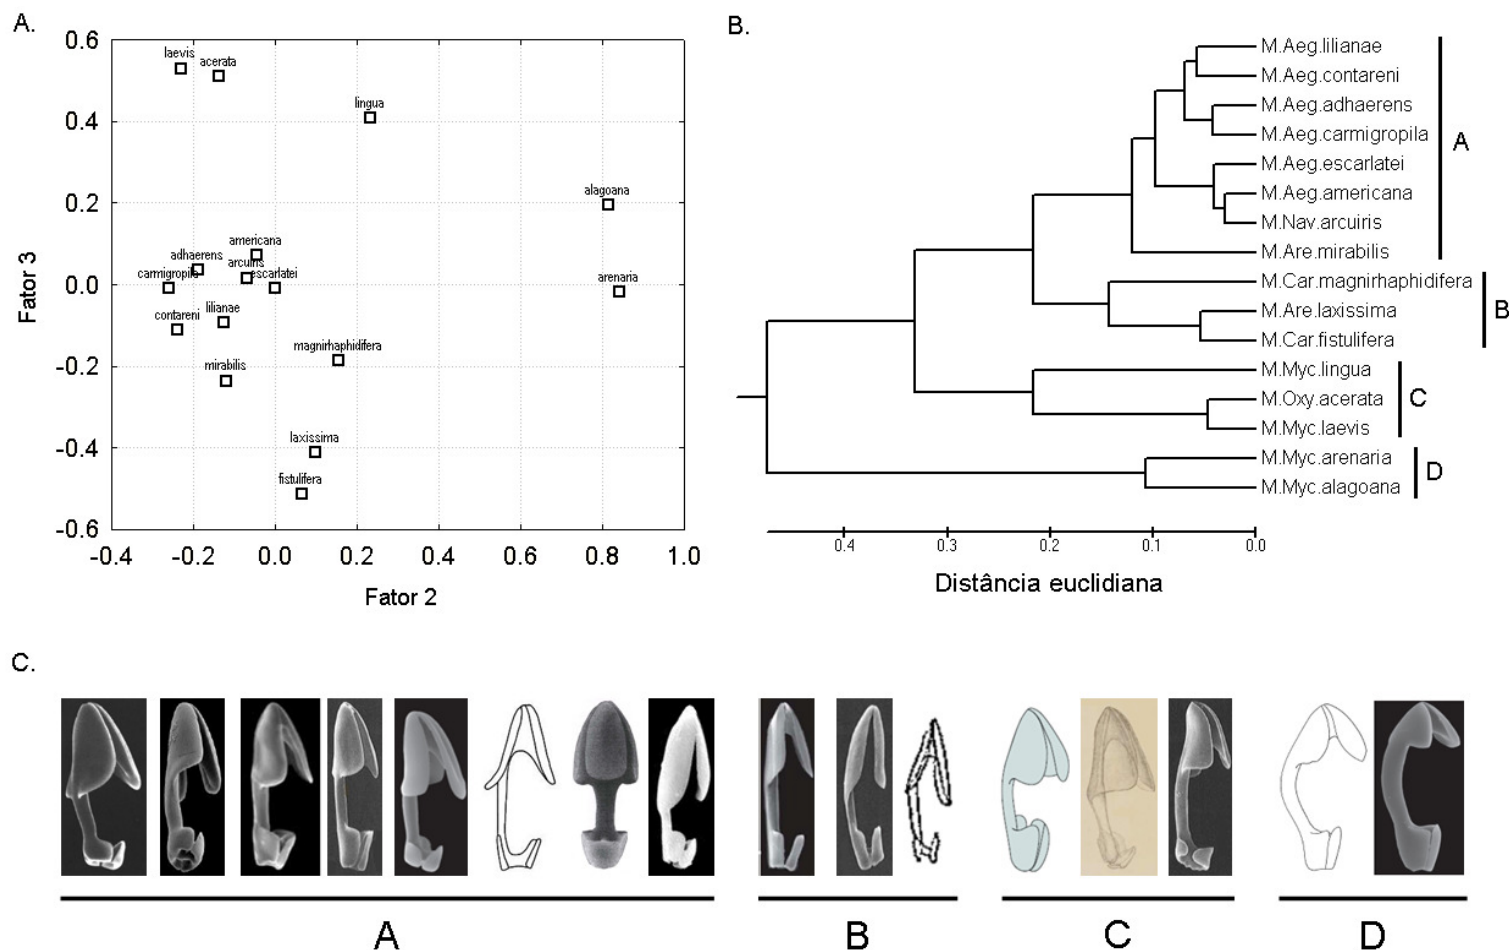 A.
0.6
0.4
0.2
0.0
-0.2
-0.4
-0.6
Fator 3
laevis
acerata
lingua
alagoana
americana
adhaerens
arcuiris
carmigropila
escarlatei
arenaria
contareni
lilianae
magnirhaphidifera
mirabilis
laxissima
fistulifera
-0.4 -0.2 0.0 0.2 0.4 0.6 0.8 1.0
Fator 2
B.
M.Aeg.lilianae
M.Aeg.contareni
M.Aeg.adhaerens
M.Aeg.carmigropila
M.Aeg.escarlatei
M.Aeg.americana
M.Nav.arcuiris
M.Are.mirabilis
A
M.Car.magnirhaphidifera
M.Are.laxissima
M.Car.fistulifera
B
M.Myc.lingua
M.Oxy.acerata
M.Myc.laevis
C
M.Myc.arenaria
M.Myc.alagoana
D
0.4 0.3 0.2 0.1 0.0
Distância euclidiana
C.
A B C D